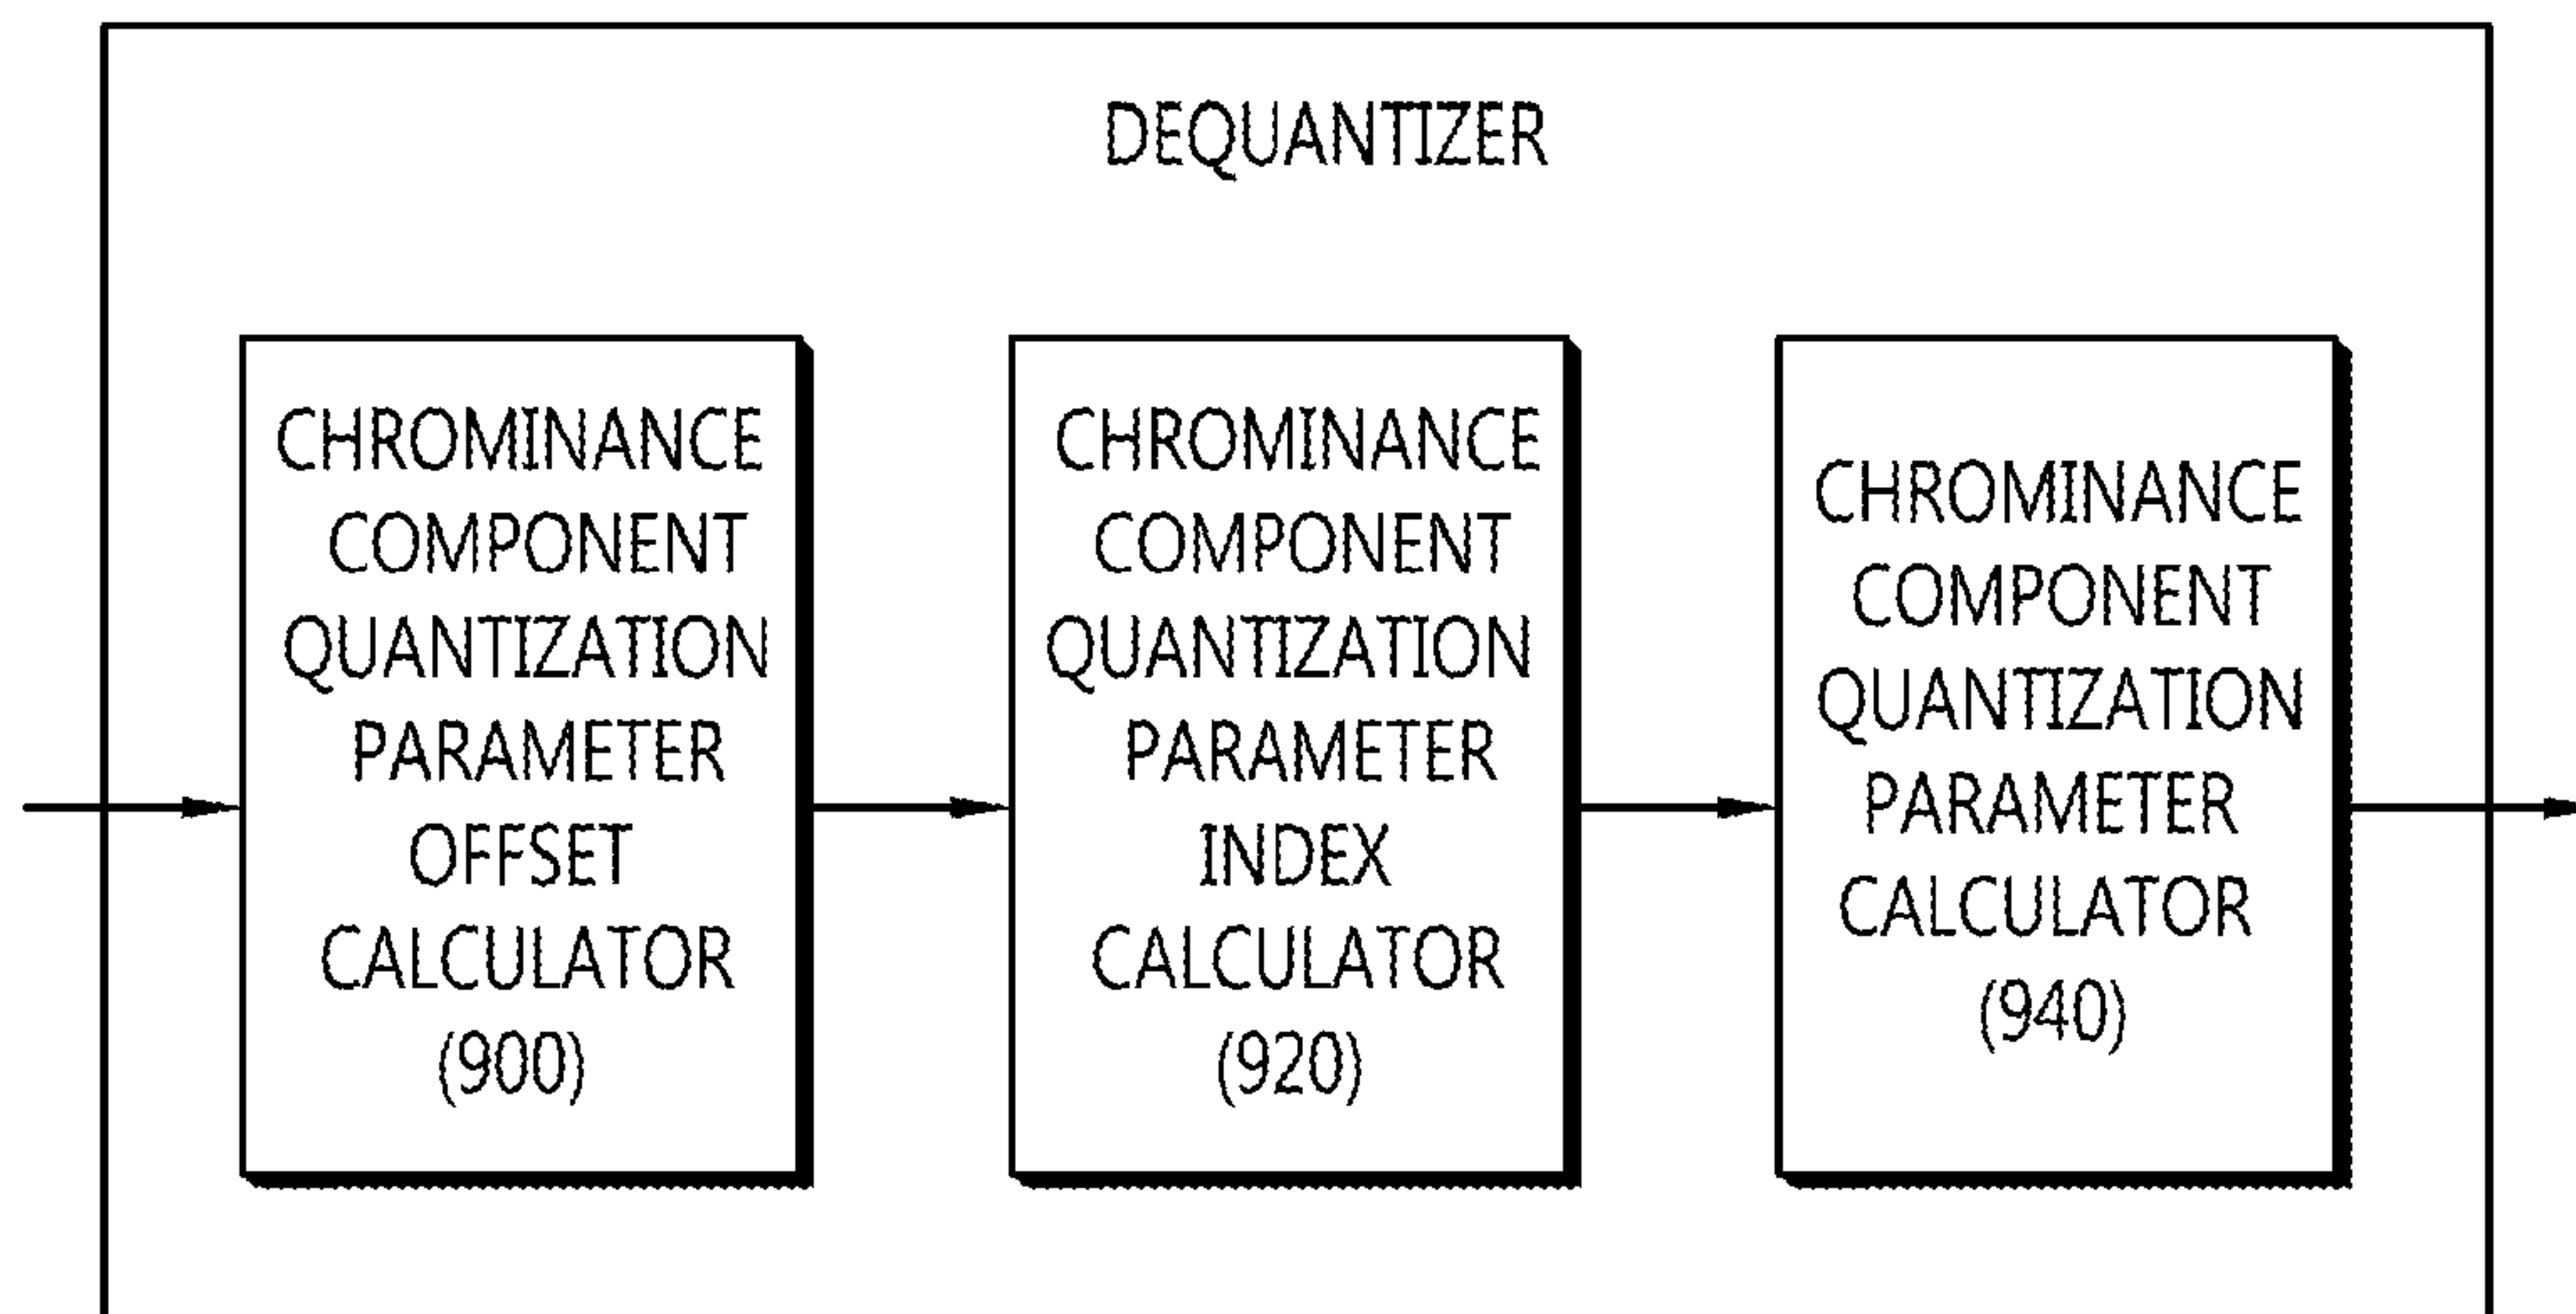 DEQUANTIZER
CHROMINANCE
COMPONENT
QUANTIZATION
PARAMETER
OFFSET
CALCULATOR
(900)
CHROMINANCE
COMPONENT
QUANTIZATION
PARAMETER
INDEX
CALCULATOR
(920)
CHROMINANCE
COMPONENT
QUANTIZATION
PARAMETER
CALCULATOR
(940)